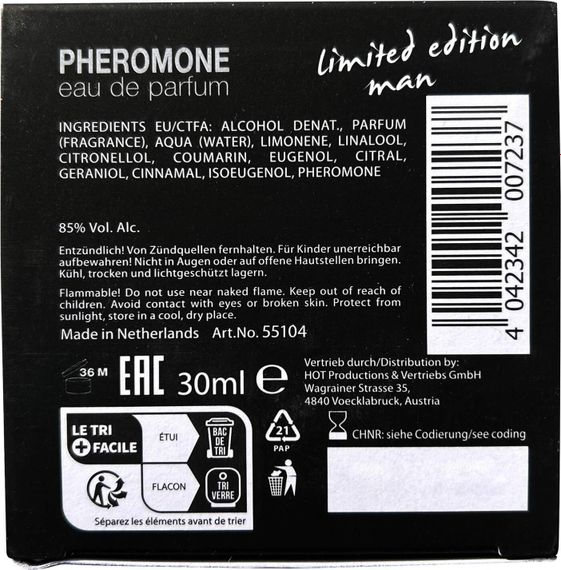 PHEROMONE
eau de parfum
limited edition
man
INGREDIENTS EU/CTFA: ALCOHOL DENAT., PARFUM
(FRAGRANCE), AQUA (WATER), LIMONENE, LINALOOL,
CITRONELLOL, COUMARIN, EUGENOL, CITRAL,
GERANIOL, CINNAMAL, ISOEUGENOL, PHEROMONE
85% Vol. Alc.
Entzündlich! Von Zündquellen fernhalten. Für Kinder unerreichbar
aufbewahren! Nicht in Augen oder auf offene Hautstellen bringen.
Kühl, trocken und lichtgeschützt lagern.
Flammable! Do not use near naked flame. Keep out of reach of
children. Avoid contact with eyes or broken skin. Protect from
sunlight, store in a cool, dry place.
Made in Netherlands Art.No. 55104
4 042342 007237
36 M
EAC
30ml e
Vertrieb durch/Distribution by:
HOT Productions & Vertriebs GmbH
Wagrainer Strasse 35,
4840 Voecklabruck, Austria
LE TRI
+ FACILE
ÉTUI
BAC
DE
TRI
FLACON
TRI
VERRE
Séparez les éléments avant de trier
21
PAP
CHNR: siehe Codierung/see coding